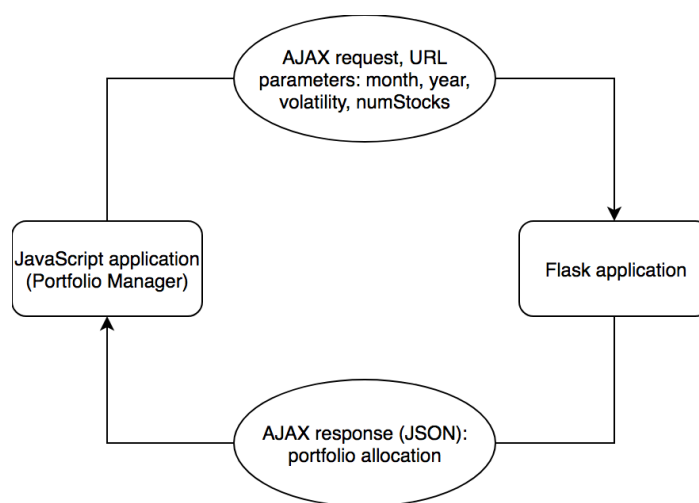 AJAX request, URL
parameters: month, year,
volatility, numStocks
JavaScript application
(Portfolio Manager)
Flask application
AJAX response (JSON):
portfolio allocation